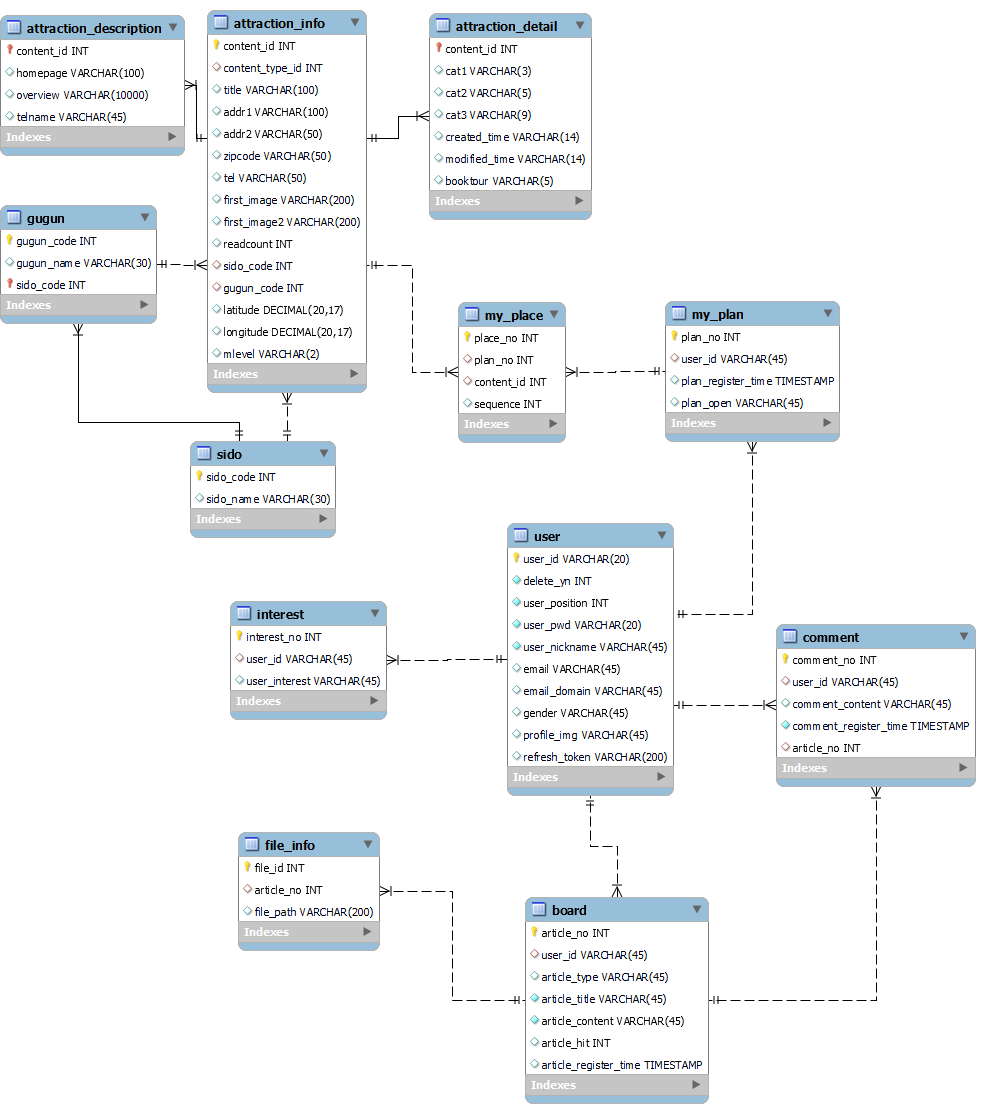 attraction_description
content_id INT
homepage VARCHAR(100)
overview VARCHAR(10000)
telname VARCHAR(45)
Indexes
attraction_info
content_id INT
content_type_id INT
title VARCHAR(100)
addr1 VARCHAR(100)
addr2 VARCHAR(50)
zipcode VARCHAR(50)
tel VARCHAR(50)
first_image VARCHAR(200)
first_image2 VARCHAR(200)
readcount INT
sido_code INT
gugun_code INT
latitude DECIMAL(20,17)
longitude DECIMAL(20,17)
mlevel VARCHAR(2)
Indexes
attraction_detail
content_id INT
cat1 VARCHAR(3)
cat2 VARCHAR(5)
cat3 VARCHAR(9)
created_time VARCHAR(14)
modified_time VARCHAR(14)
booktour VARCHAR(5)
Indexes
gugun
gugun_code INT
gugun_name VARCHAR(30)
sido_code INT
Indexes
my_place
place_no INT
plan_no INT
content_id INT
sequence INT
Indexes
my_plan
plan_no INT
user_id VARCHAR(45)
plan_register_time TIMESTAMP
plan_open VARCHAR(45)
Indexes
sido
sido_code INT
sido_name VARCHAR(30)
Indexes
user
user_id VARCHAR(20)
delete_yn INT
user_position INT
user_pwd VARCHAR(20)
user_nickname VARCHAR(45)
email VARCHAR(45)
email_domain VARCHAR(45)
gender VARCHAR(45)
profile_img VARCHAR(45)
refresh_token VARCHAR(200)
Indexes
interest
interest_no INT
user_id VARCHAR(45)
user_interest VARCHAR(45)
Indexes
comment
comment_no INT
user_id VARCHAR(45)
comment_content VARCHAR(45)
comment_register_time TIMESTAMP
article_no INT
Indexes
file_info
file_id INT
article_no INT
file_path VARCHAR(200)
Indexes
board
article_no INT
user_id VARCHAR(45)
article_type VARCHAR(45)
article_title VARCHAR(45)
article_content VARCHAR(45)
article_hit INT
article_register_time TIMESTAMP
Indexes